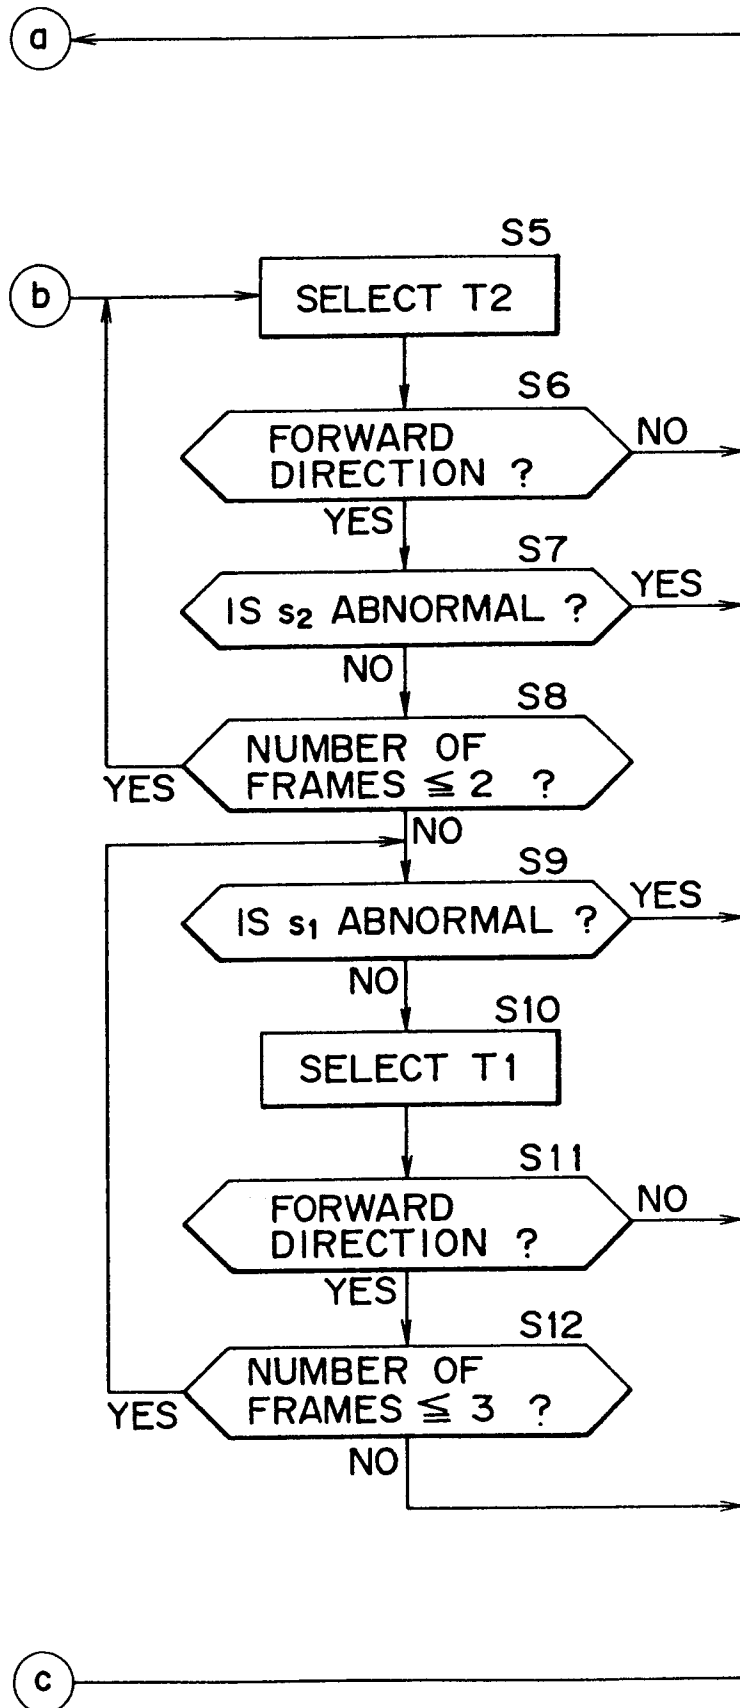 a
b
S5
SELECT T2
S6
FORWARD
DIRECTION ?
NO
YES
S7
IS s2 ABNORMAL ?
YES
NO
S8
NUMBER OF
FRAMES ≦ 2 ?
YES
NO
S9
IS s1 ABNORMAL ?
YES
NO
S10
SELECT T1
S11
FORWARD
DIRECTION ?
NO
YES
S12
NUMBER OF
FRAMES ≦ 3 ?
YES
NO
c